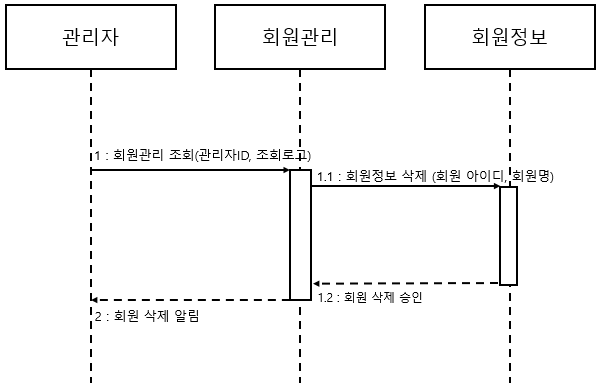 관리자
회원관리
회원정보
1 : 회원관리 조회(관리자ID, 조회로그)
1.1 : 회원정보 삭제 (회원 아이디, 회원명)
1.2 : 회원 삭제 승인
2 : 회원 삭제 알림